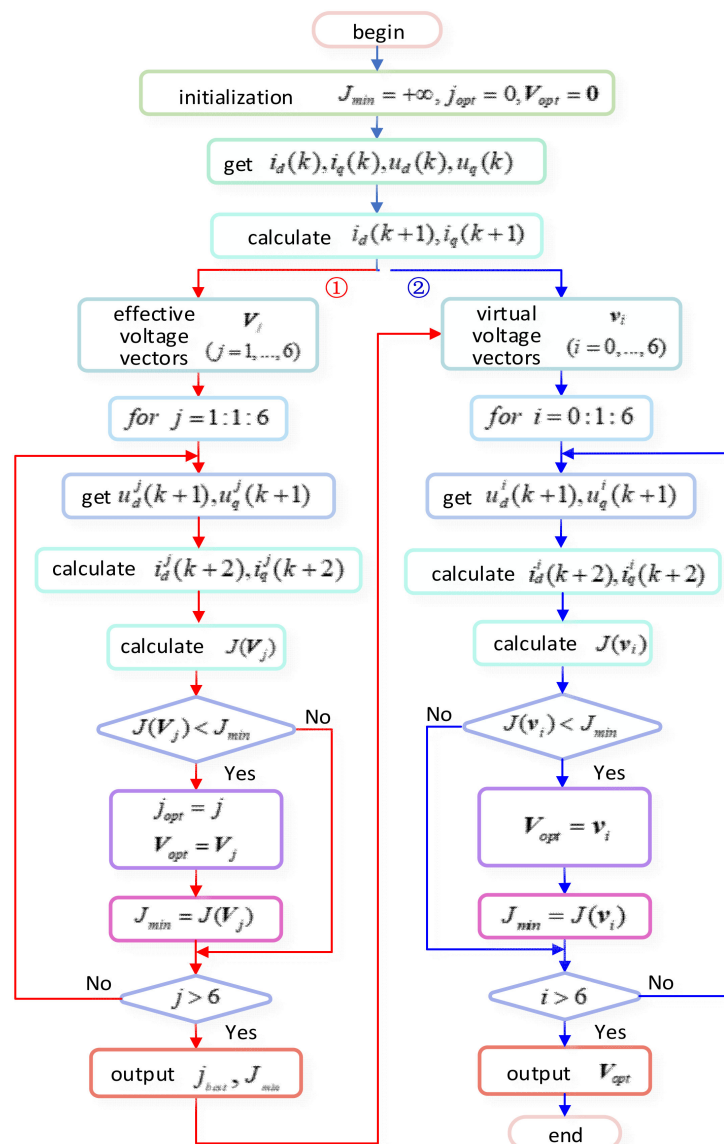 begin
initialization J_min = +∞, j_opt = 0, V_opt = 0
get i_d(k), i_q(k), u_d(k), u_q(k)
calculate i_d(k+1), i_q(k+1)
① ②
effective voltage vectors V_j (j = 1, ..., 6)
for j = 1:1:6
get u_d^j(k+1), u_q^j(k+1)
calculate i_d^j(k+2), i_q^j(k+2)
calculate J(V_j)
J(V_j) < J_min
No
Yes
j_opt = j
V_opt = V_j
J_min = J(V_j)
j > 6
No
Yes
output j_best, J_min
virtual voltage vectors v_i (i = 0, ..., 6)
for i = 0:1:6
get u_d^i(k+1), u_q^i(k+1)
calculate i_d^i(k+2), i_q^i(k+2)
calculate J(v_i)
J(v_i) < J_min
No
Yes
V_opt = v_i
J_min = J(v_i)
i > 6
No
Yes
output V_opt
end